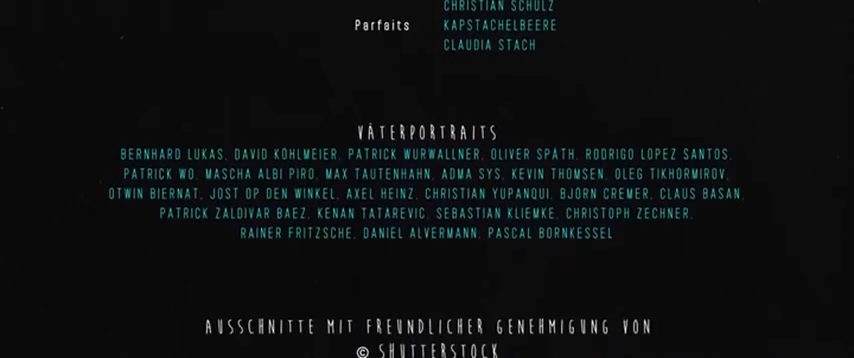 CHRISTIAN SCHULZ
Parfaits KAPSTACHELBEERE
CLAUDIA STACH
VÄTERPORTRAITS
BERNHARD LUKAS, DAVID KÖHLMEIER, PATRICK WURWALLNER, OLIVER SPÄTH, RODRIGO LOPEZ SANTOS,
PATRICK WO, MASCHA ALBI PIRO, MAX TAUTENHAHN, ADMA SYS, KEVIN THOMSEN, OLEG TIKHORMIROV,
OTWIN BIERNAT, JOST OP DEN WINKEL, AXEL HEINZ, CHRISTIAN YUPANQUI, BJÖRN CREMER, CLAUS BASAN,
PATRICK ZALDIVAR BAEZ, KENAN TATAREVIC, SEBASTIAN KLIEMKE, CHRISTOPH ZECHNER,
RAINER FRITZSCHE, DANIEL ALVERMANN, PASCAL BORNKESSEL
AUSSCHNITTE MIT FREUNDLICHER GENEHMIGUNG VON
© SHUTTERSTOCK